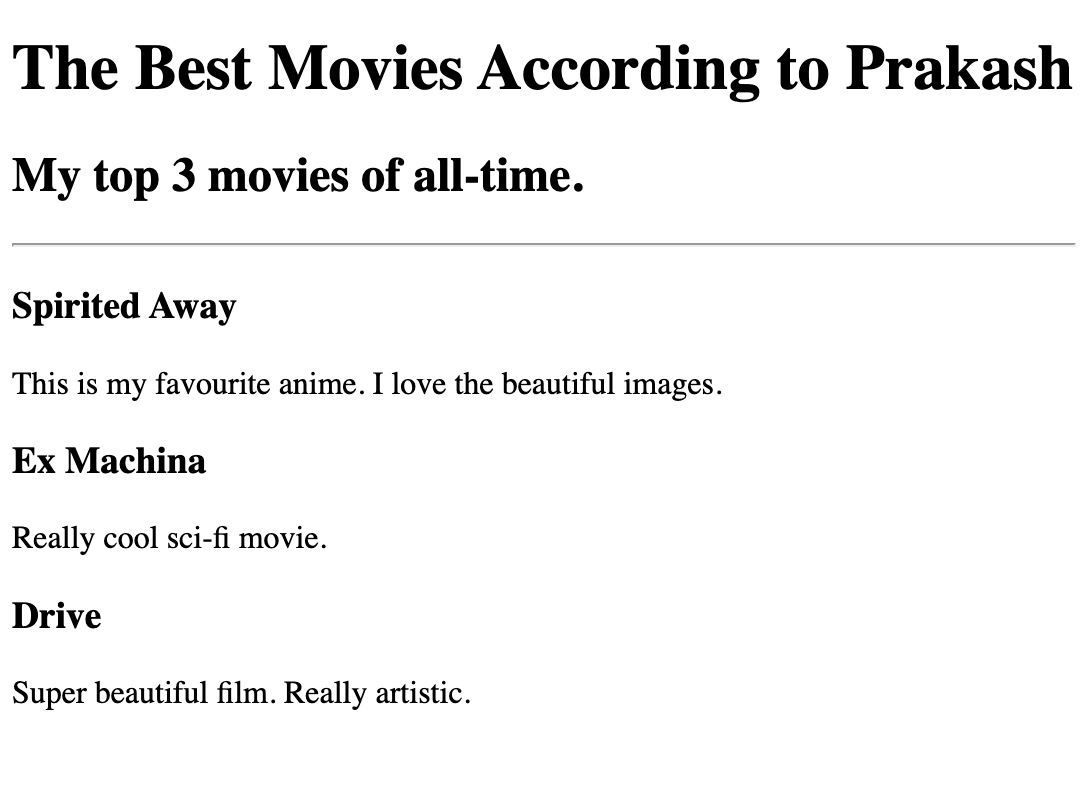 The Best Movies According to Prakash
My top 3 movies of all-time.
Spirited Away
This is my favourite anime. I love the beautiful images.
Ex Machina
Really cool sci-fi movie.
Drive
Super beautiful film. Really artistic.